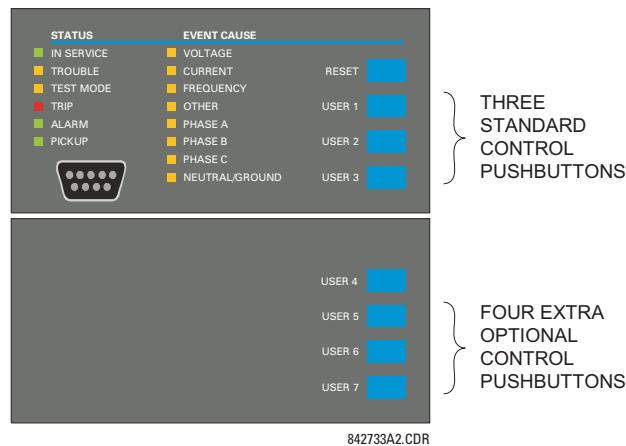 STATUS
IN SERVICE
TROUBLE
TEST MODE
TRIP
ALARM
PICKUP
EVENT CAUSE
VOLTAGE
CURRENT
FREQUENCY
OTHER
PHASE A
PHASE B
PHASE C
NEUTRAL/GROUND
RESET
USER 1
USER 2
USER 3
THREE
STANDARD
CONTROL
PUSHBUTTONS
USER 4
USER 5
USER 6
USER 7
FOUR EXTRA
OPTIONAL
CONTROL
PUSHBUTTONS
842733A2.CDR